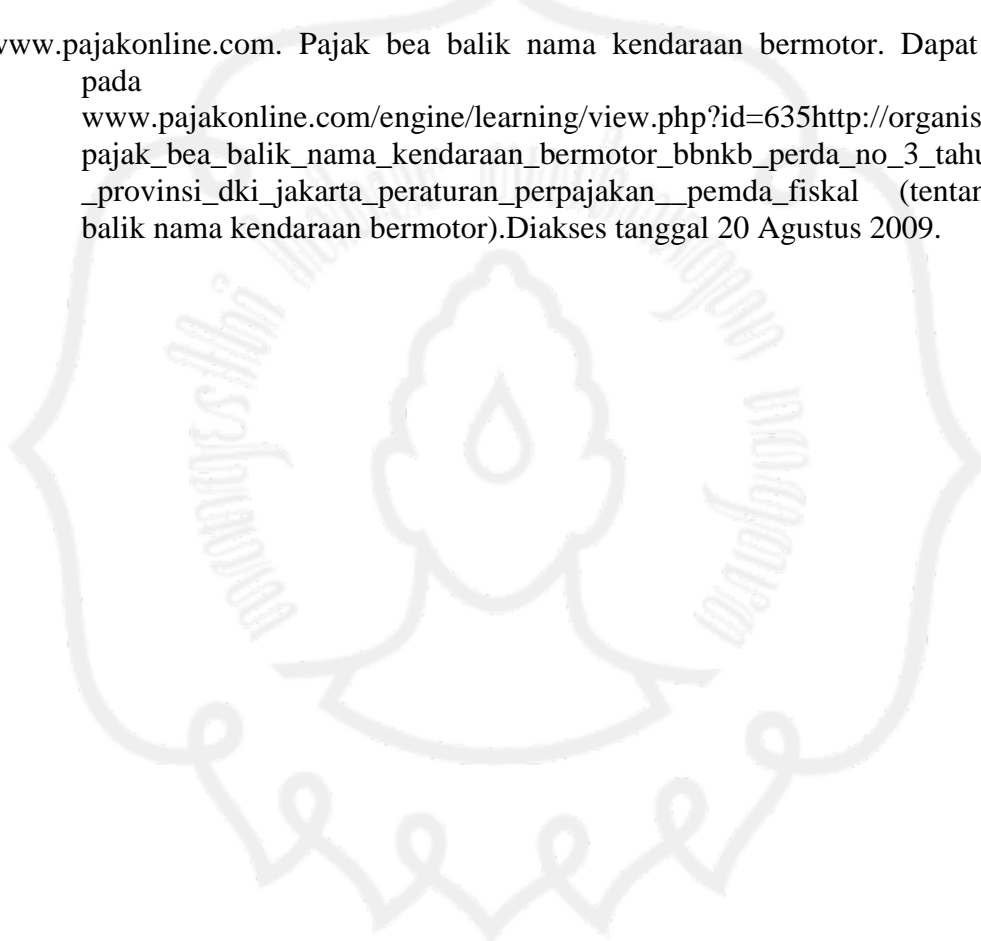 www.pajakonline.com. Pajak bea balik nama kendaraan bermotor. Dapat
pada
www.pajakonline.com/engine/learning/view.php?id=635http://organis
pajak_bea_balik_nama_kendaraan_bermotor_bbnkb_perda_no_3_tahu
_provinsi_dki_jakarta_peraturan_perpajakan__pemda_fiskal (tentan
balik nama kendaraan bermotor).Diakses tanggal 20 Agustus 2009.